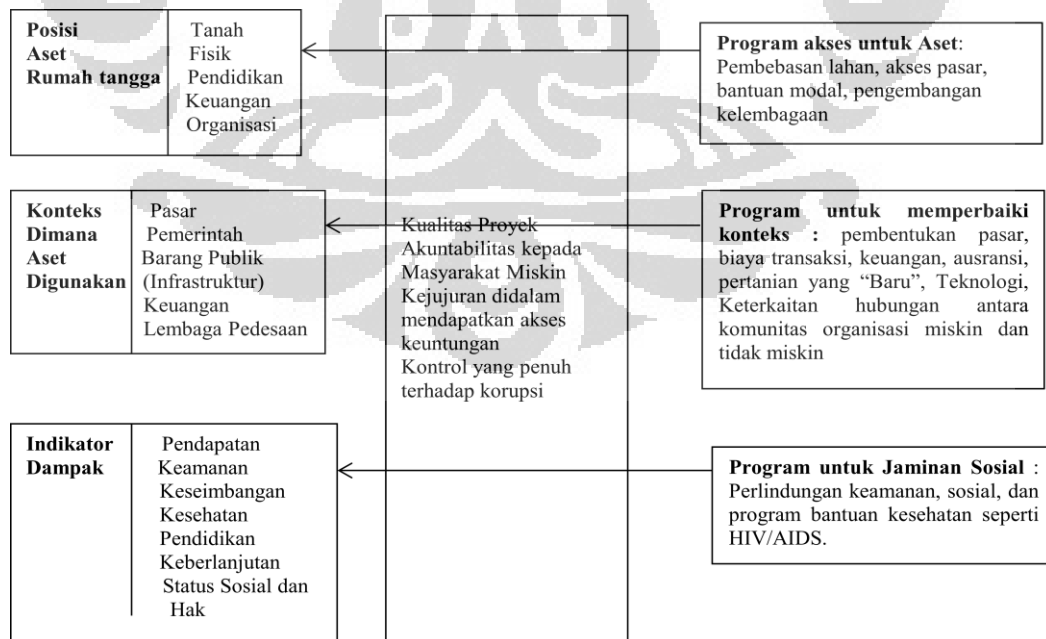 Posisi Tanah
Aset Fisik
Rumah tangga Pendidikan
Keuangan
Organisasi
Program akses untuk Aset:
Pembebasan lahan, akses pasar,
bantuan modal, pengembangan
kelembagaan
Konteks Pasar
Dimana Pemerintah
Aset Barang Publik
Digunakan (Infrastruktur)
Keuangan
Lembaga Pedesaan
Kualitas Proyek
Akuntabilitas kepada
Masyarakat Miskin
Kejujuran didalam
mendapatkan akses
keuntungan
Kontrol yang penuh
terhadap korupsi
Program untuk memperbaiki
konteks : pembentukan pasar,
biaya transaksi, keuangan, ausransi,
pertanian yang “Baru”, Teknologi,
Keterkaitan hubungan antara
komunitas organisasi miskin dan
tidak miskin
Indikator Pendapatan
Dampak Keamanan
Keseimbangan
Kesehatan
Pendidikan
Keberlanjutan
Status Sosial dan
Hak
Program untuk Jaminan Sosial :
Perlindungan keamanan, sosial, dan
program bantuan kesehatan seperti
HIV/AIDS.